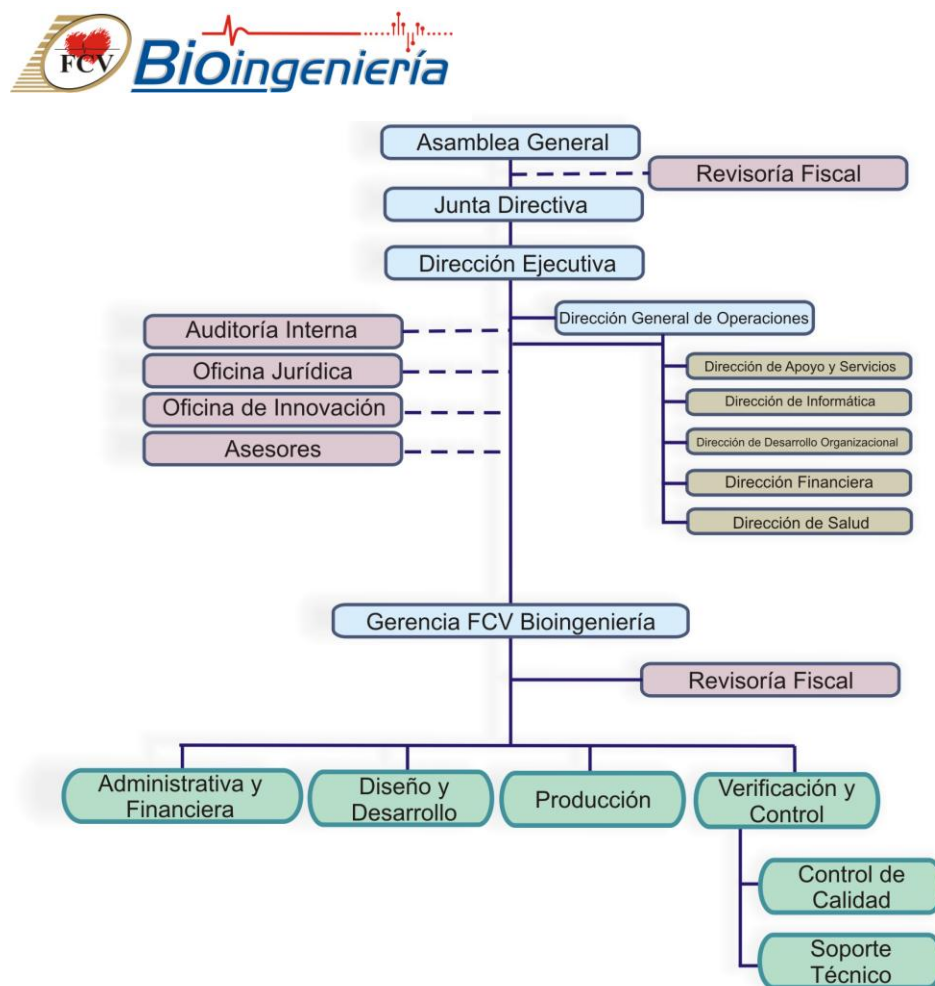 FCV
Bioingeniería
Asamblea General
Revisoría Fiscal
Junta Directiva
Dirección Ejecutiva
Dirección General de Operaciones
Auditoría Interna
Oficina Jurídica
Oficina de Innovación
Asesores
Dirección de Apoyo y Servicios
Dirección de Informática
Dirección de Desarrollo Organizacional
Dirección Financiera
Dirección de Salud
Gerencia FCV Bioingeniería
Revisoría Fiscal
Administrativa y
Financiera
Diseño y
Desarrollo
Producción
Verificación y
Control
Control de
Calidad
Soporte
Técnico